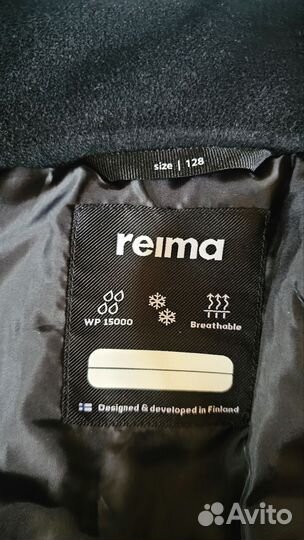 size | 128
reima
WP 15000
Breathable
Designed & developed in Finland
Avito